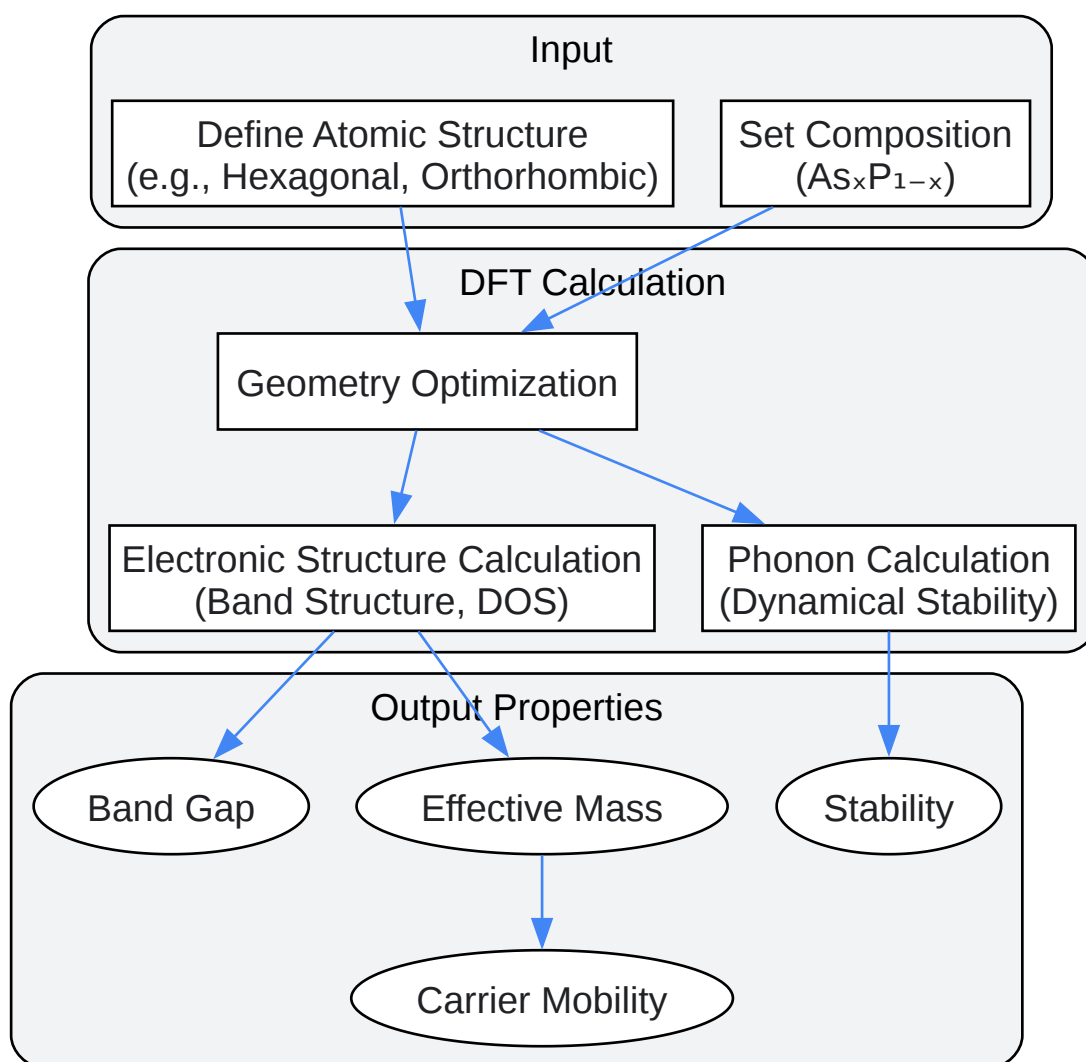 Input
Define Atomic Structure
(e.g., Hexagonal, Orthorhombic)
Set Composition
(AsₓP₁₋ₓ)
DFT Calculation
Geometry Optimization
Electronic Structure Calculation
(Band Structure, DOS)
Phonon Calculation
(Dynamical Stability)
Output Properties
Band Gap
Effective Mass
Stability
Carrier Mobility